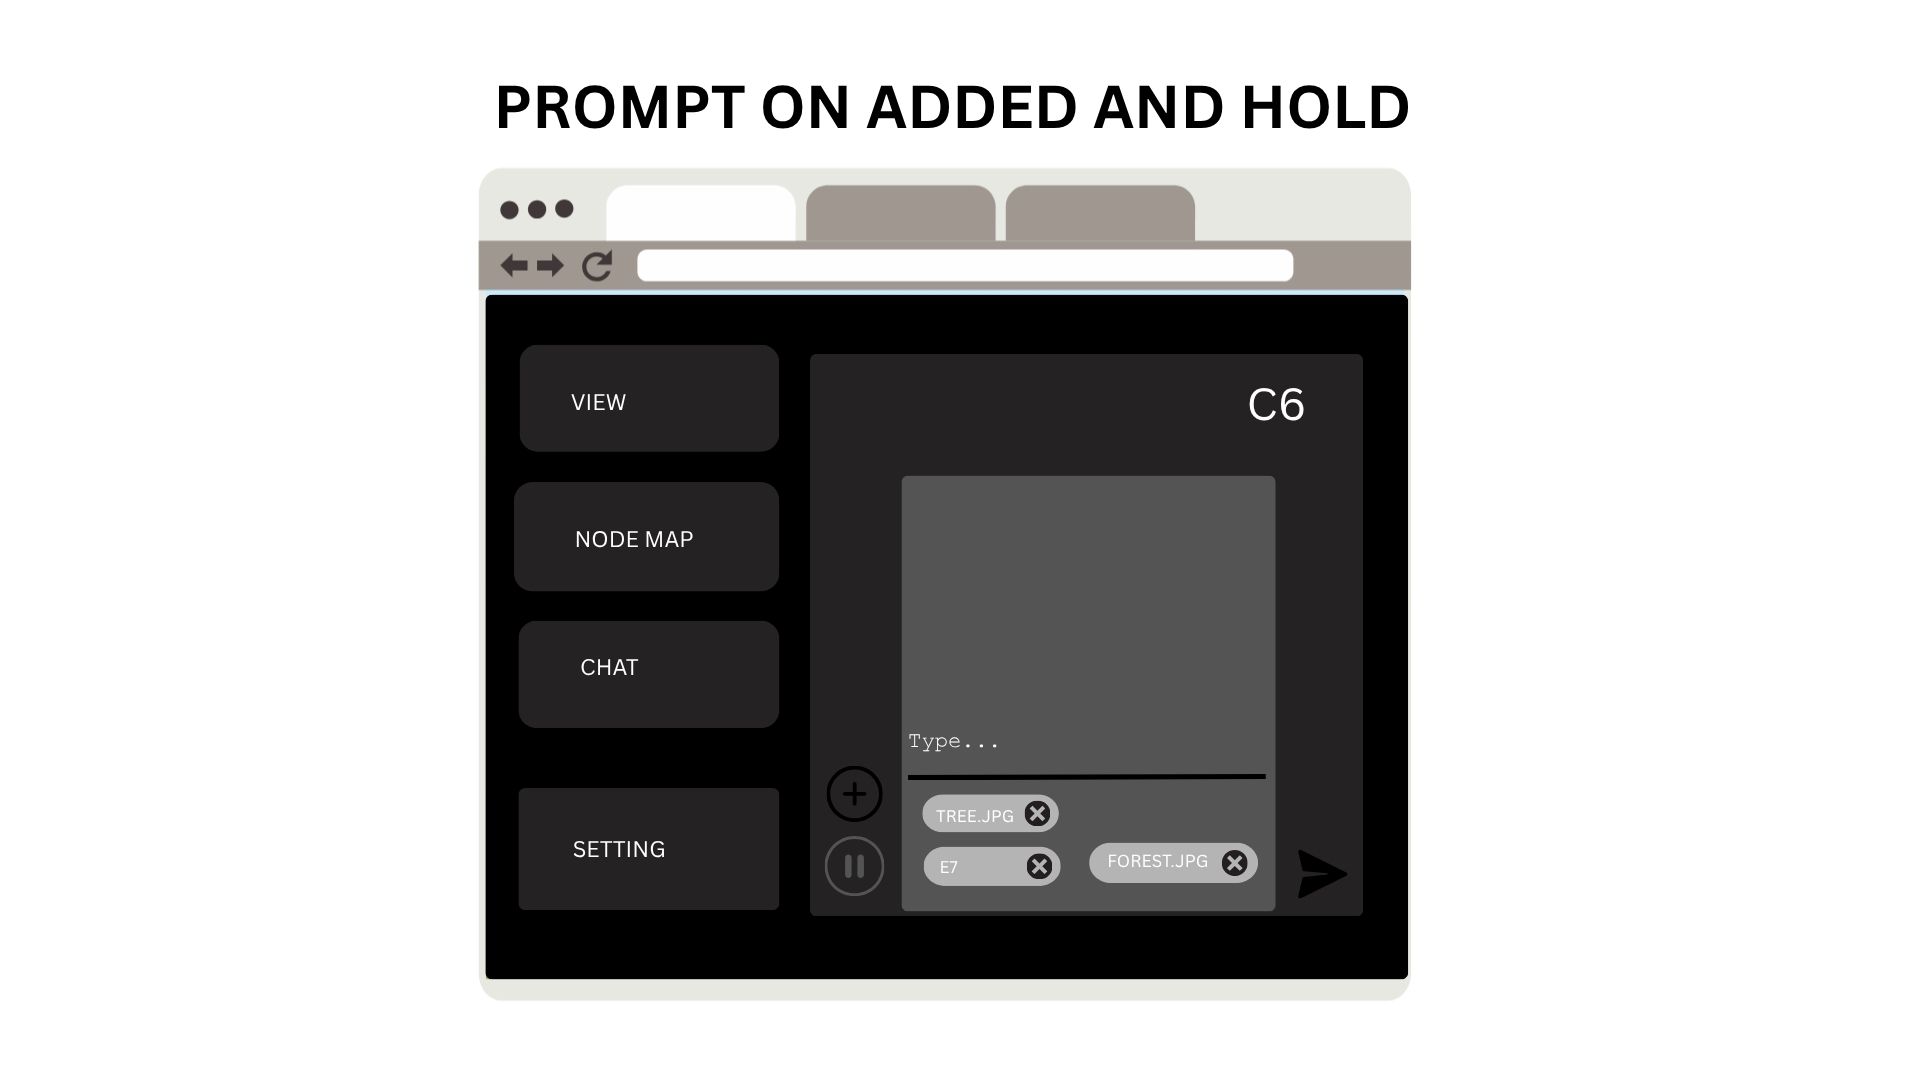 PROMPT ON ADDED AND HOLD
VIEW
NODE MAP
CHAT
SETTING
C6
Type...
TREE.JPG
E7
FOREST.JPG